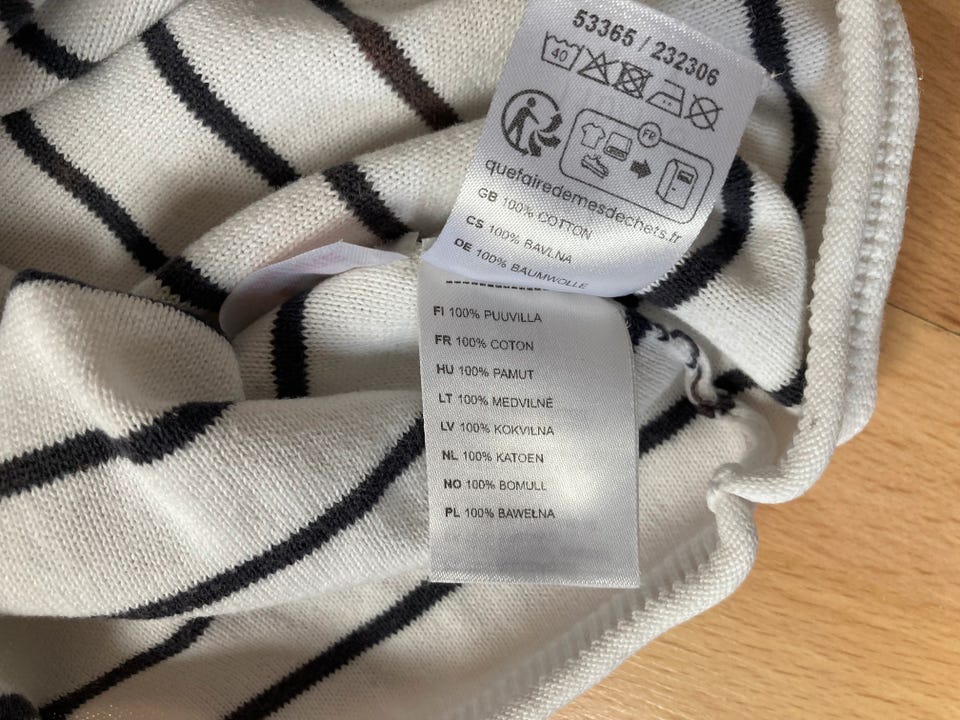 53365 / 232306
40
FR
quefairedemesdechets.fr
GB 100% COTTON
CS 100% BAVLNA
DE 100% BAUMWOLLE
FI 100% PUUVILLA
FR 100% COTON
HU 100% PAMUT
LT 100% MEDVILNĖ
LV 100% KOKVILNA
NL 100% KATOEN
NO 100% BOMULL
PL 100% BAWEŁNA